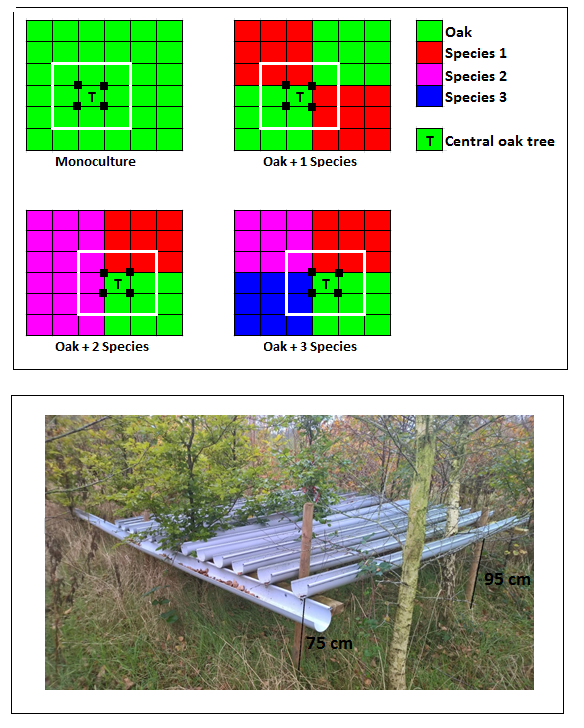 Oak
Species 1
Species 2
Species 3
T
T
T Central oak tree
Monoculture
Oak + 1 Species
T
T
Oak + 2 Species
Oak + 3 Species
95 cm
75 cm